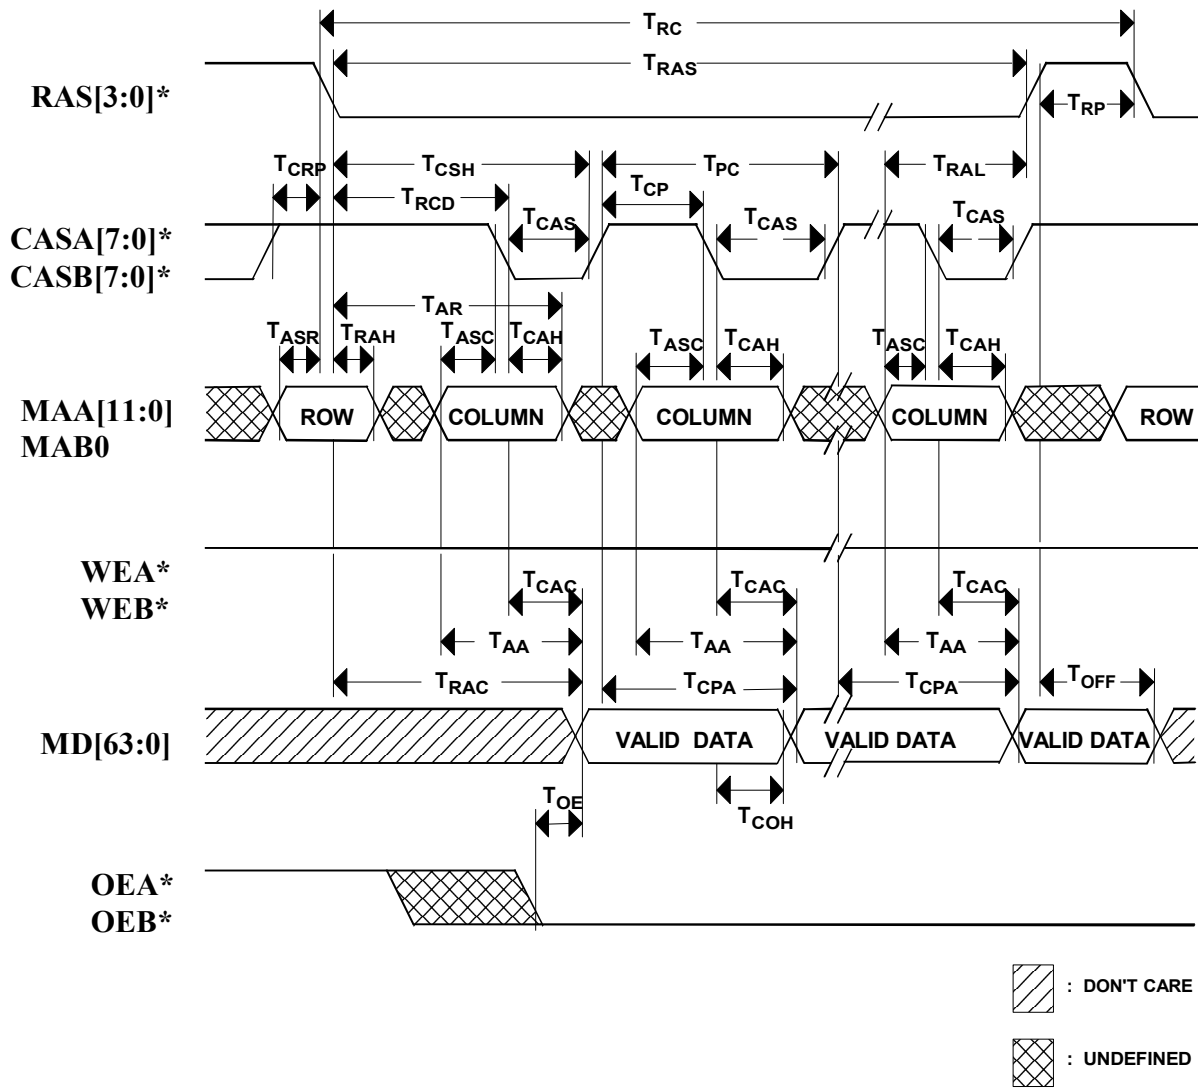 TRC
TRAS
RAS[3:0]*
TRP
TCRP
TCSH
TPC
TRAL
TRCD
TCP
TCAS
TCAS
TCAS
CASA[7:0]*
CASB[7:0]*
TAR
TASR
TRAH
TASC
TCAH
TASC
TCAH
TASC
TCAH
MAA[11:0]
MAB0
ROW
COLUMN
COLUMN
COLUMN
ROW
WEA*
WEB*
TCAC
TCAC
TCAC
TAA
TAA
TAA
TRAC
TCPA
TCPA
TOFF
MD[63:0]
VALID DATA
VALID DATA
VALID DATA
TOE
TCOH
OEA*
OEB*
: DON'T CARE
: UNDEFINED